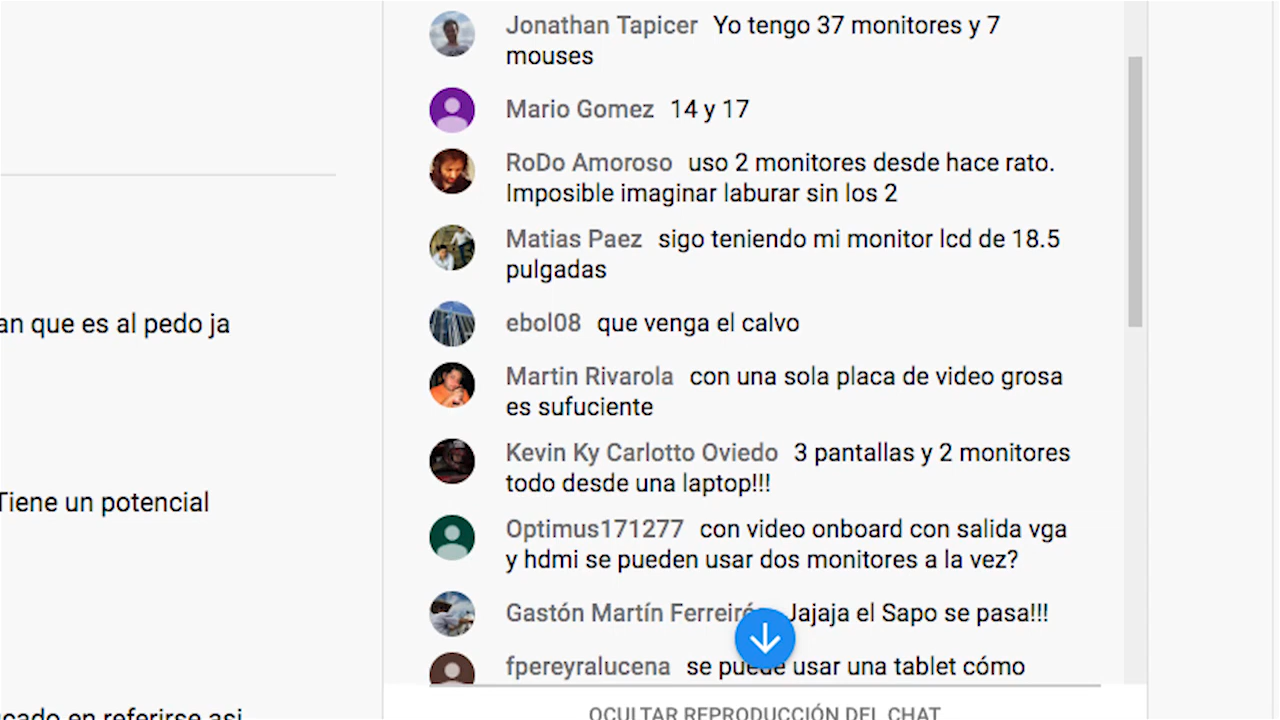 Jonathan Tapicer Yo tengo 37 monitores y 7
mouses
Mario Gomez 14 y 17
RoDo Amoroso uso 2 monitores desde hace rato.
Imposible imaginar laburar sin los 2
Matias Paez sigo teniendo mi monitor lcd de 18.5
pulgadas
an que es al pedo ja
ebol08 que venga el calvo
Martin Rivarola con una sola placa de video grosa
es sufuciente
Kevin Ky Carlotto Oviedo 3 pantallas y 2 monitores
todo desde una laptop!!!
Tiene un potencial
Optimus171277 con video onboard con salida vga
y hdmi se pueden usar dos monitores a la vez?
Gastón Martín Jajaja el Sapo se pasa!!!
fpereyralucena se puede usar una tablet cómo
cado en referirse asi
OCULTAR REPRODUCCIÓN DEL CHAT